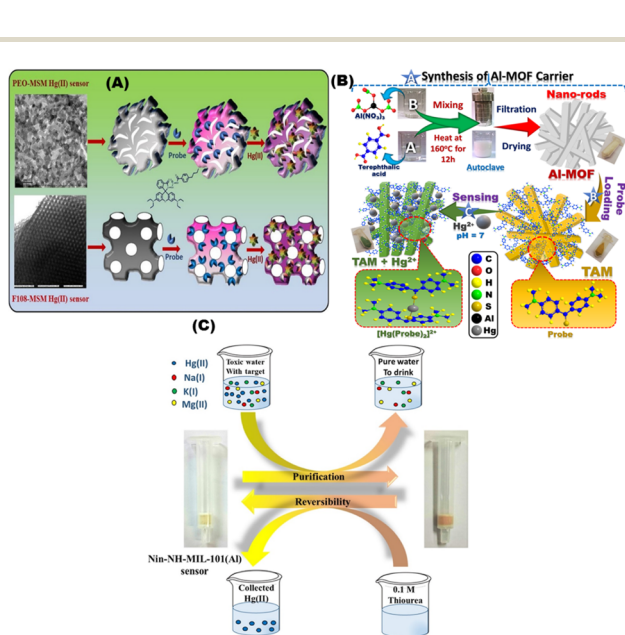 (A)
PEO-MSM Hg(II) sensor
Probe
Hg(II)
Probe
Hg(II)
F108-MSM Hg(II) sensor
(B)
A Synthesis of Al-MOF Carrier
Al(NO₃)₃
B
Mixing
Filtration
Nano-rods
A
Heat at
160°C for
12h
Drying
Terephthalic
acid
Autoclave
Al-MOF
Probe
Loading
B
Sensing
Hg²⁺
pH = 7
TAM + Hg²⁺
TAM
C
O
H
N
S
Al
Hg
[Hg(Probe)₂]²⁺
Probe
(C)
Hg(II)
Na(I)
K(I)
Mg(II)
Toxic water
With target
Pure water
To drink
Purification
Reversibility
Nin-NH-MIL-101(Al)
sensor
Collected
Hg(II)
0.1 M
Thiourea